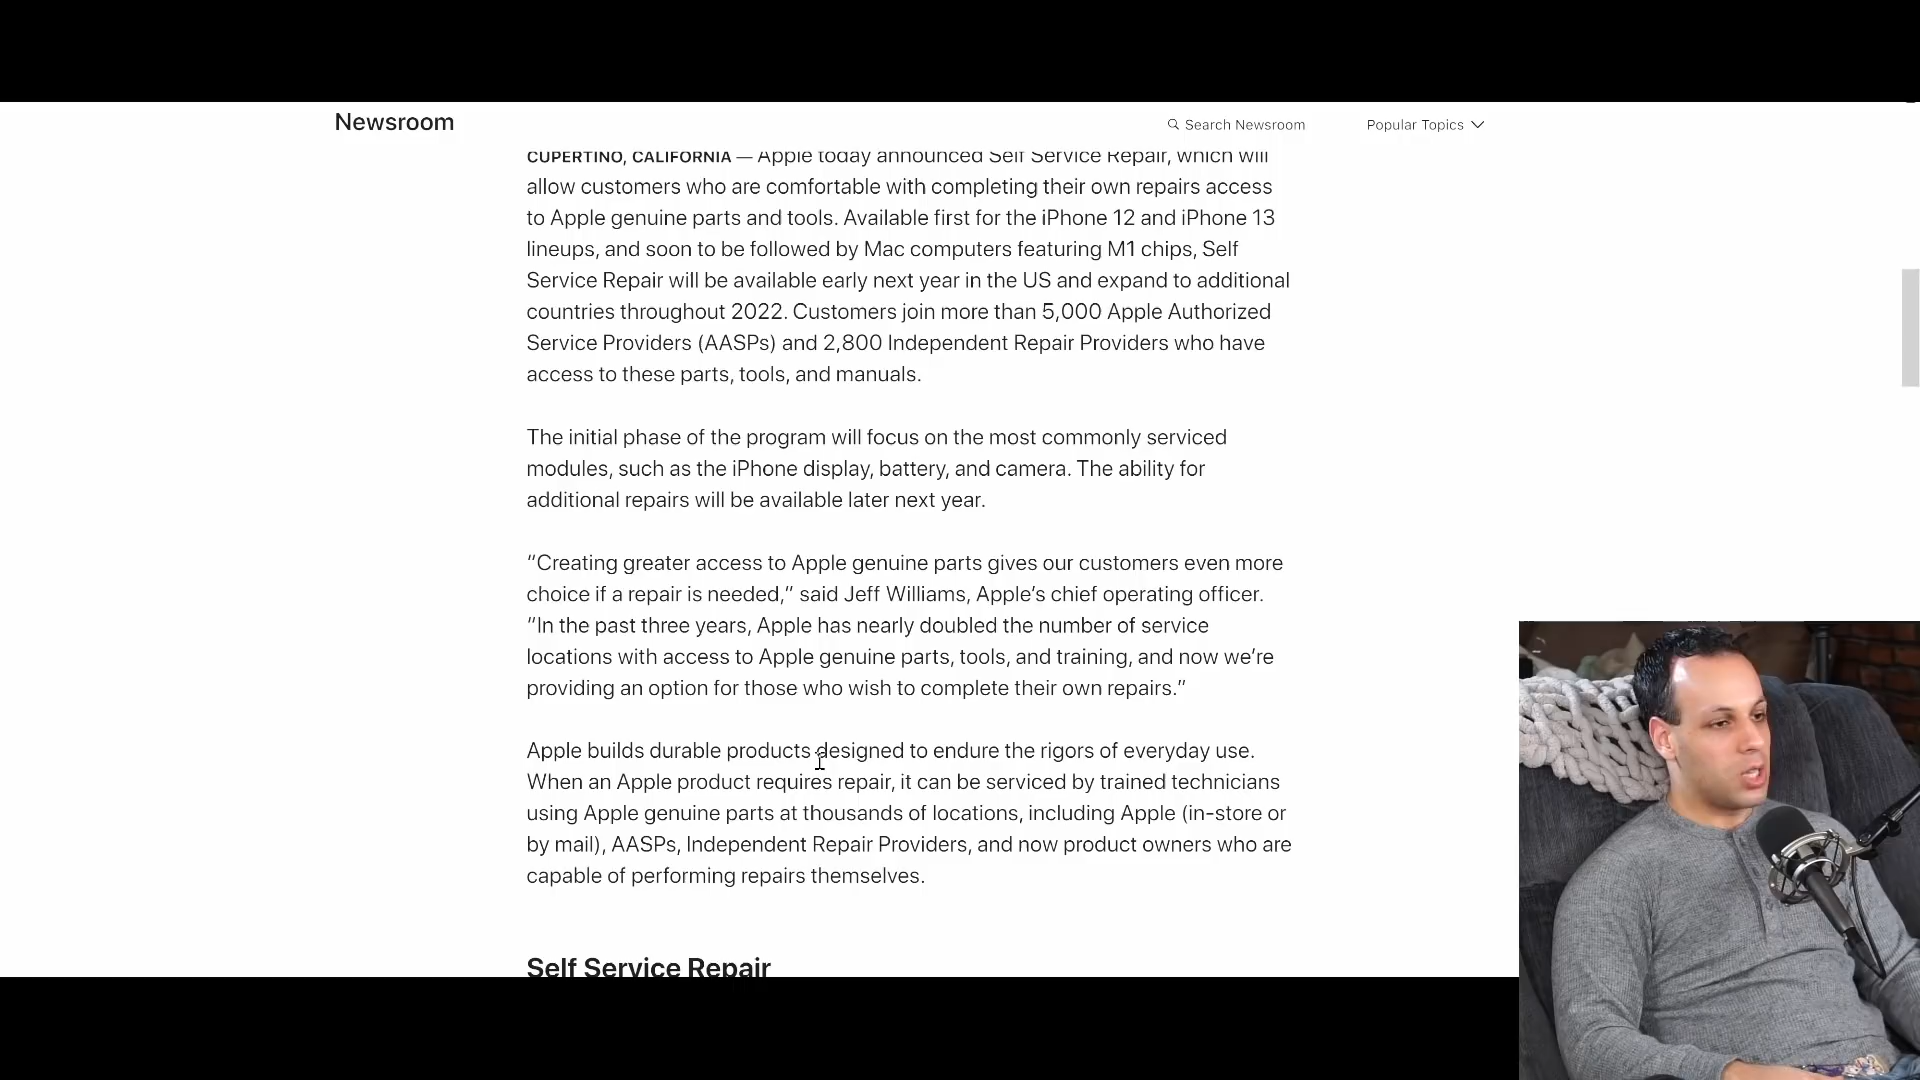 Newsroom
Search Newsroom
Popular Topics
CUPERTINO, CALIFORNIA — Apple today announced Self Service Repair, which will
allow customers who are comfortable with completing their own repairs access
to Apple genuine parts and tools. Available first for the iPhone 12 and iPhone 13
lineups, and soon to be followed by Mac computers featuring M1 chips, Self
Service Repair will be available early next year in the US and expand to additional
countries throughout 2022. Customers join more than 5,000 Apple Authorized
Service Providers (AASPs) and 2,800 Independent Repair Providers who have
access to these parts, tools, and manuals.
The initial phase of the program will focus on the most commonly serviced
modules, such as the iPhone display, battery, and camera. The ability for
additional repairs will be available later next year.
“Creating greater access to Apple genuine parts gives our customers even more
choice if a repair is needed,” said Jeff Williams, Apple’s chief operating officer.
“In the past three years, Apple has nearly doubled the number of service
locations with access to Apple genuine parts, tools, and training, and now we’re
providing an option for those who wish to complete their own repairs.”
Apple builds durable products designed to endure the rigors of everyday use.
When an Apple product requires repair, it can be serviced by trained technicians
using Apple genuine parts at thousands of locations, including Apple (in-store or
by mail), AASPs, Independent Repair Providers, and now product owners who are
capable of performing repairs themselves.
Self Service Repair